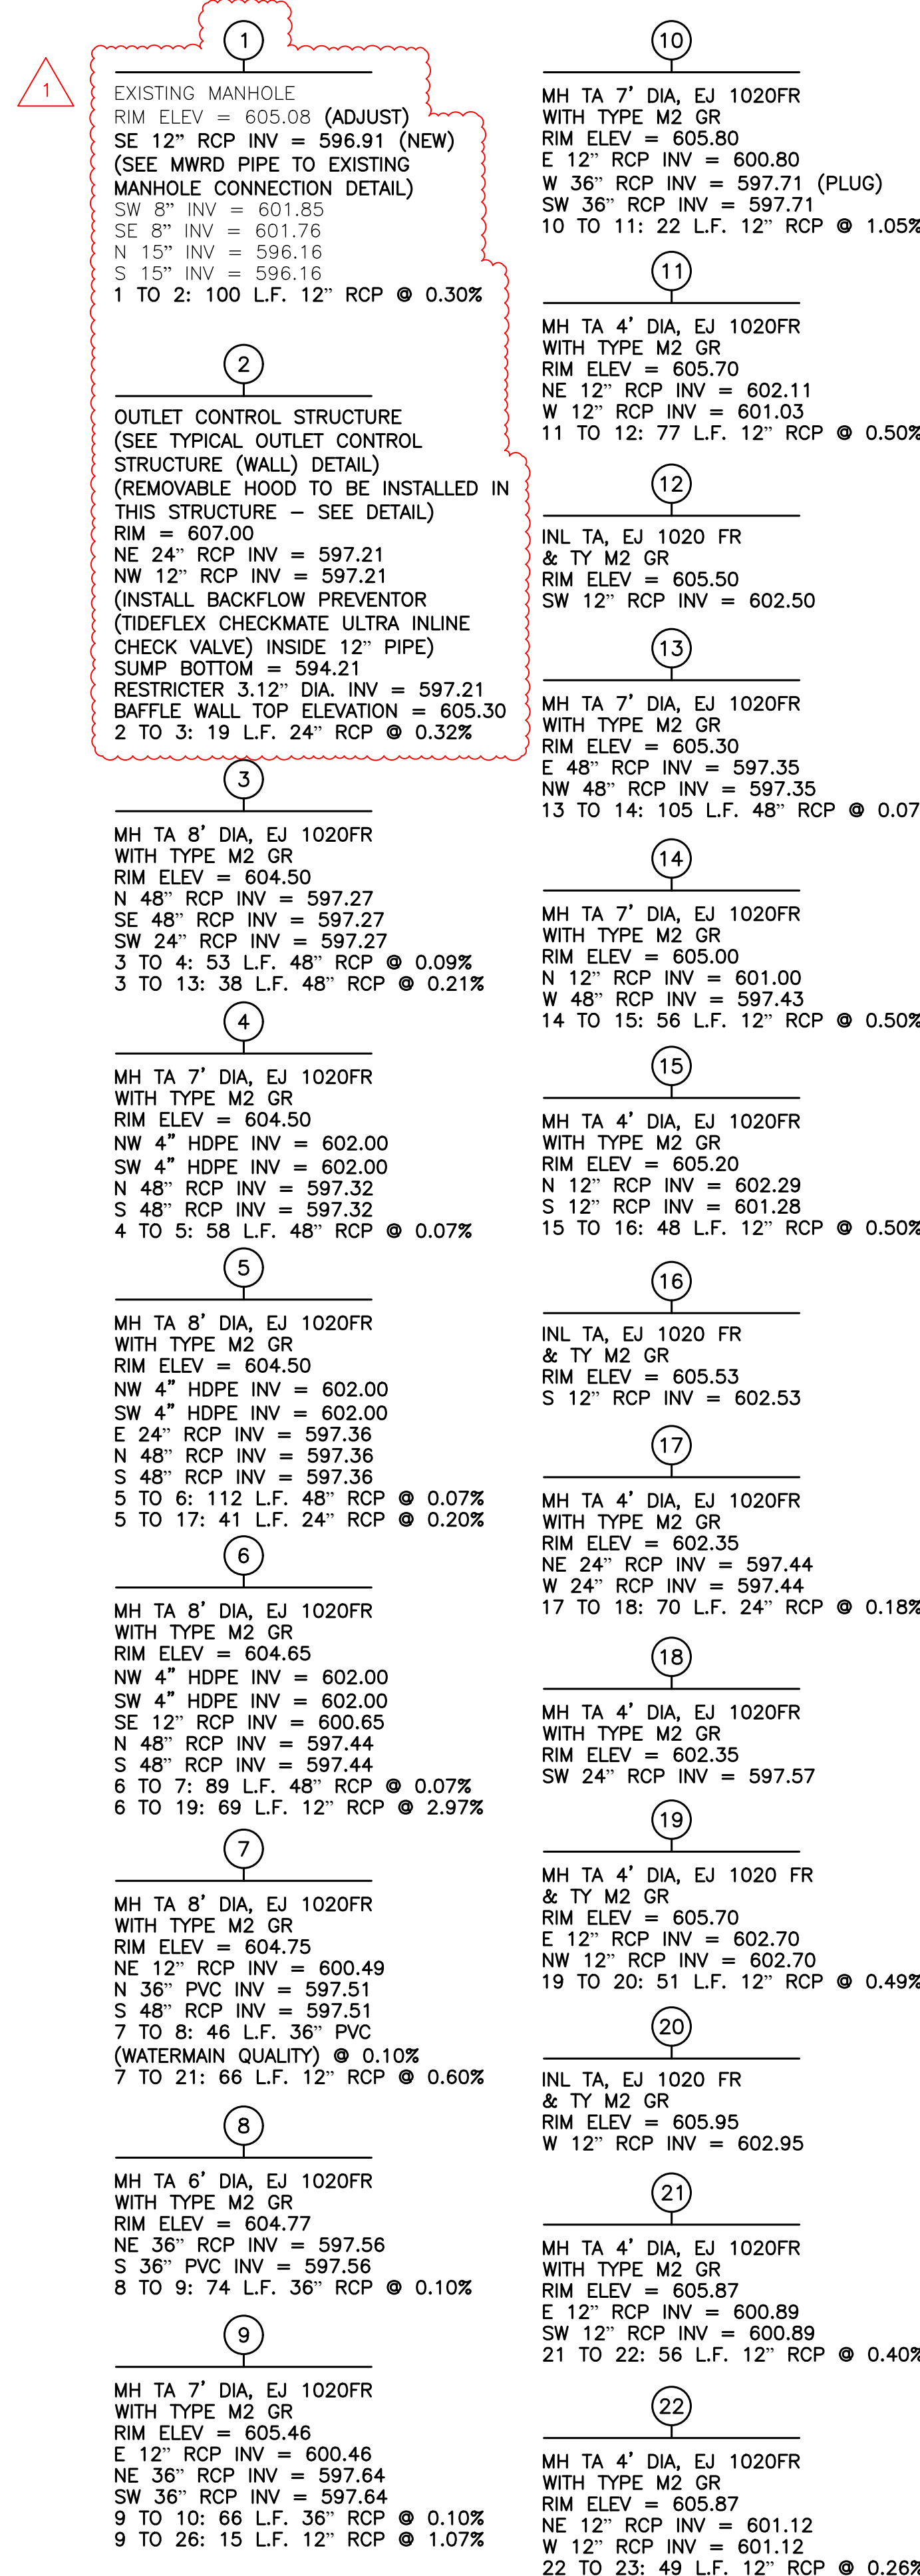 1
1
EXISTING MANHOLE
RIM ELEV = 605.08 (ADJUST)
SE 12" RCP INV = 596.91 (NEW)
(SEE MWRD PIPE TO EXISTING
MANHOLE CONNECTION DETAIL)
SW 8" INV = 601.85
SE 8" INV = 601.76
N 15" INV = 596.16
S 15" INV = 596.16
1 TO 2: 100 L.F. 12" RCP @ 0.30%
2
OUTLET CONTROL STRUCTURE
(SEE TYPICAL OUTLET CONTROL
STRUCTURE (WALL) DETAIL)
(REMOVABLE HOOD TO BE INSTALLED IN
THIS STRUCTURE – SEE DETAIL)
RIM = 607.00
NE 24" RCP INV = 597.21
NW 12" RCP INV = 597.21
(INSTALL BACKFLOW PREVENTOR
(TIDEFLEX CHECKMATE ULTRA INLINE
CHECK VALVE) INSIDE 12" PIPE)
SUMP BOTTOM = 594.21
RESTRICTER 3.12" DIA. INV = 597.21
BAFFLE WALL TOP ELEVATION = 605.30
2 TO 3: 19 L.F. 24" RCP @ 0.32%
3
MH TA 8' DIA, EJ 1020FR
WITH TYPE M2 GR
RIM ELEV = 604.50
N 48" RCP INV = 597.27
SE 48" RCP INV = 597.27
SW 24" RCP INV = 597.27
3 TO 4: 53 L.F. 48" RCP @ 0.09%
3 TO 13: 38 L.F. 48" RCP @ 0.21%
4
MH TA 7' DIA, EJ 1020FR
WITH TYPE M2 GR
RIM ELEV = 604.50
NW 4" HDPE INV = 602.00
SW 4" HDPE INV = 602.00
N 48" RCP INV = 597.32
S 48" RCP INV = 597.32
4 TO 5: 58 L.F. 48" RCP @ 0.07%
5
MH TA 8' DIA, EJ 1020FR
WITH TYPE M2 GR
RIM ELEV = 604.50
NW 4" HDPE INV = 602.00
SW 4" HDPE INV = 602.00
E 24" RCP INV = 597.36
N 48" RCP INV = 597.36
S 48" RCP INV = 597.36
5 TO 6: 112 L.F. 48" RCP @ 0.07%
5 TO 17: 41 L.F. 24" RCP @ 0.20%
6
MH TA 8' DIA, EJ 1020FR
WITH TYPE M2 GR
RIM ELEV = 604.65
NW 4" HDPE INV = 602.00
SW 4" HDPE INV = 602.00
SE 12" RCP INV = 600.65
N 48" RCP INV = 597.44
S 48" RCP INV = 597.44
6 TO 7: 89 L.F. 48" RCP @ 0.07%
6 TO 19: 69 L.F. 12" RCP @ 2.97%
7
MH TA 8' DIA, EJ 1020FR
WITH TYPE M2 GR
RIM ELEV = 604.75
NE 12" RCP INV = 600.49
N 36" PVC INV = 597.51
S 48" RCP INV = 597.51
7 TO 8: 46 L.F. 36" PVC
(WATERMAIN QUALITY) @ 0.10%
7 TO 21: 66 L.F. 12" RCP @ 0.60%
8
MH TA 6' DIA, EJ 1020FR
WITH TYPE M2 GR
RIM ELEV = 604.77
NE 36" RCP INV = 597.56
S 36" PVC INV = 597.56
8 TO 9: 74 L.F. 36" RCP @ 0.10%
9
MH TA 7' DIA, EJ 1020FR
WITH TYPE M2 GR
RIM ELEV = 605.46
E 12" RCP INV = 600.46
NE 36" RCP INV = 597.64
SW 36" RCP INV = 597.64
9 TO 10: 66 L.F. 36" RCP @ 0.10%
9 TO 26: 15 L.F. 12" RCP @ 1.07%
10
MH TA 7' DIA, EJ 1020FR
WITH TYPE M2 GR
RIM ELEV = 605.80
E 12" RCP INV = 600.80
W 36" RCP INV = 597.71 (PLUG)
SW 36" RCP INV = 597.71
10 TO 11: 22 L.F. 12" RCP @ 1.05%
11
MH TA 4' DIA, EJ 1020FR
WITH TYPE M2 GR
RIM ELEV = 605.70
NE 12" RCP INV = 602.11
W 12" RCP INV = 601.03
11 TO 12: 77 L.F. 12" RCP @ 0.50%
12
INL TA, EJ 1020 FR
& TY M2 GR
RIM ELEV = 605.50
SW 12" RCP INV = 602.50
13
MH TA 7' DIA, EJ 1020FR
WITH TYPE M2 GR
RIM ELEV = 605.30
E 48" RCP INV = 597.35
NW 48" RCP INV = 597.35
13 TO 14: 105 L.F. 48" RCP @ 0.07
14
MH TA 7' DIA, EJ 1020FR
WITH TYPE M2 GR
RIM ELEV = 605.00
N 12" RCP INV = 601.00
W 48" RCP INV = 597.43
14 TO 15: 56 L.F. 12" RCP @ 0.50%
15
MH TA 4' DIA, EJ 1020FR
WITH TYPE M2 GR
RIM ELEV = 605.20
N 12" RCP INV = 602.29
S 12" RCP INV = 601.28
15 TO 16: 48 L.F. 12" RCP @ 0.50%
16
INL TA, EJ 1020 FR
& TY M2 GR
RIM ELEV = 605.53
S 12" RCP INV = 602.53
17
MH TA 4' DIA, EJ 1020FR
WITH TYPE M2 GR
RIM ELEV = 602.35
NE 24" RCP INV = 597.44
W 24" RCP INV = 597.44
17 TO 18: 70 L.F. 24" RCP @ 0.18%
18
MH TA 4' DIA, EJ 1020FR
WITH TYPE M2 GR
RIM ELEV = 602.35
SW 24" RCP INV = 597.57
19
MH TA 4' DIA, EJ 1020 FR
& TY M2 GR
RIM ELEV = 605.70
E 12" RCP INV = 602.70
NW 12" RCP INV = 602.70
19 TO 20: 51 L.F. 12" RCP @ 0.49%
20
INL TA, EJ 1020 FR
& TY M2 GR
RIM ELEV = 605.95
W 12" RCP INV = 602.95
21
MH TA 4' DIA, EJ 1020FR
WITH TYPE M2 GR
RIM ELEV = 605.87
E 12" RCP INV = 600.89
SW 12" RCP INV = 600.89
21 TO 22: 56 L.F. 12" RCP @ 0.40%
22
MH TA 4' DIA, EJ 1020FR
WITH TYPE M2 GR
RIM ELEV = 605.87
NE 12" RCP INV = 601.12
W 12" RCP INV = 601.12
22 TO 23: 49 L.F. 12" RCP @ 0.26%